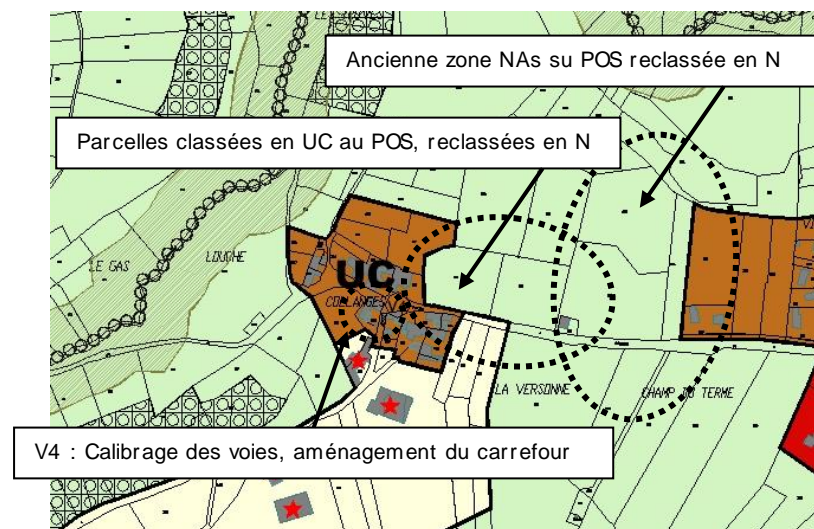 Ancienne zone NAs su POS reclassée en N
Parcelles classées en UC au POS, reclassées en N
LE GAS
LOUCHE
UC
COLLANGES
LA VERSONNE
CHAMP DU TERME
V4 : Calibrage des voies, aménagement du carrefour